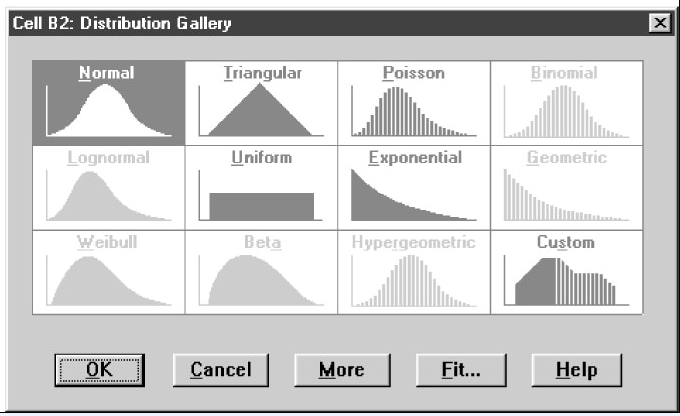 Cell B2: Distribution Gallery
Normal Triangular Poisson Binomial
Lognormal Uniform Exponential Geometric
Weibull Beta Hypergeometric Custom
OK Cancel More Fit... Help